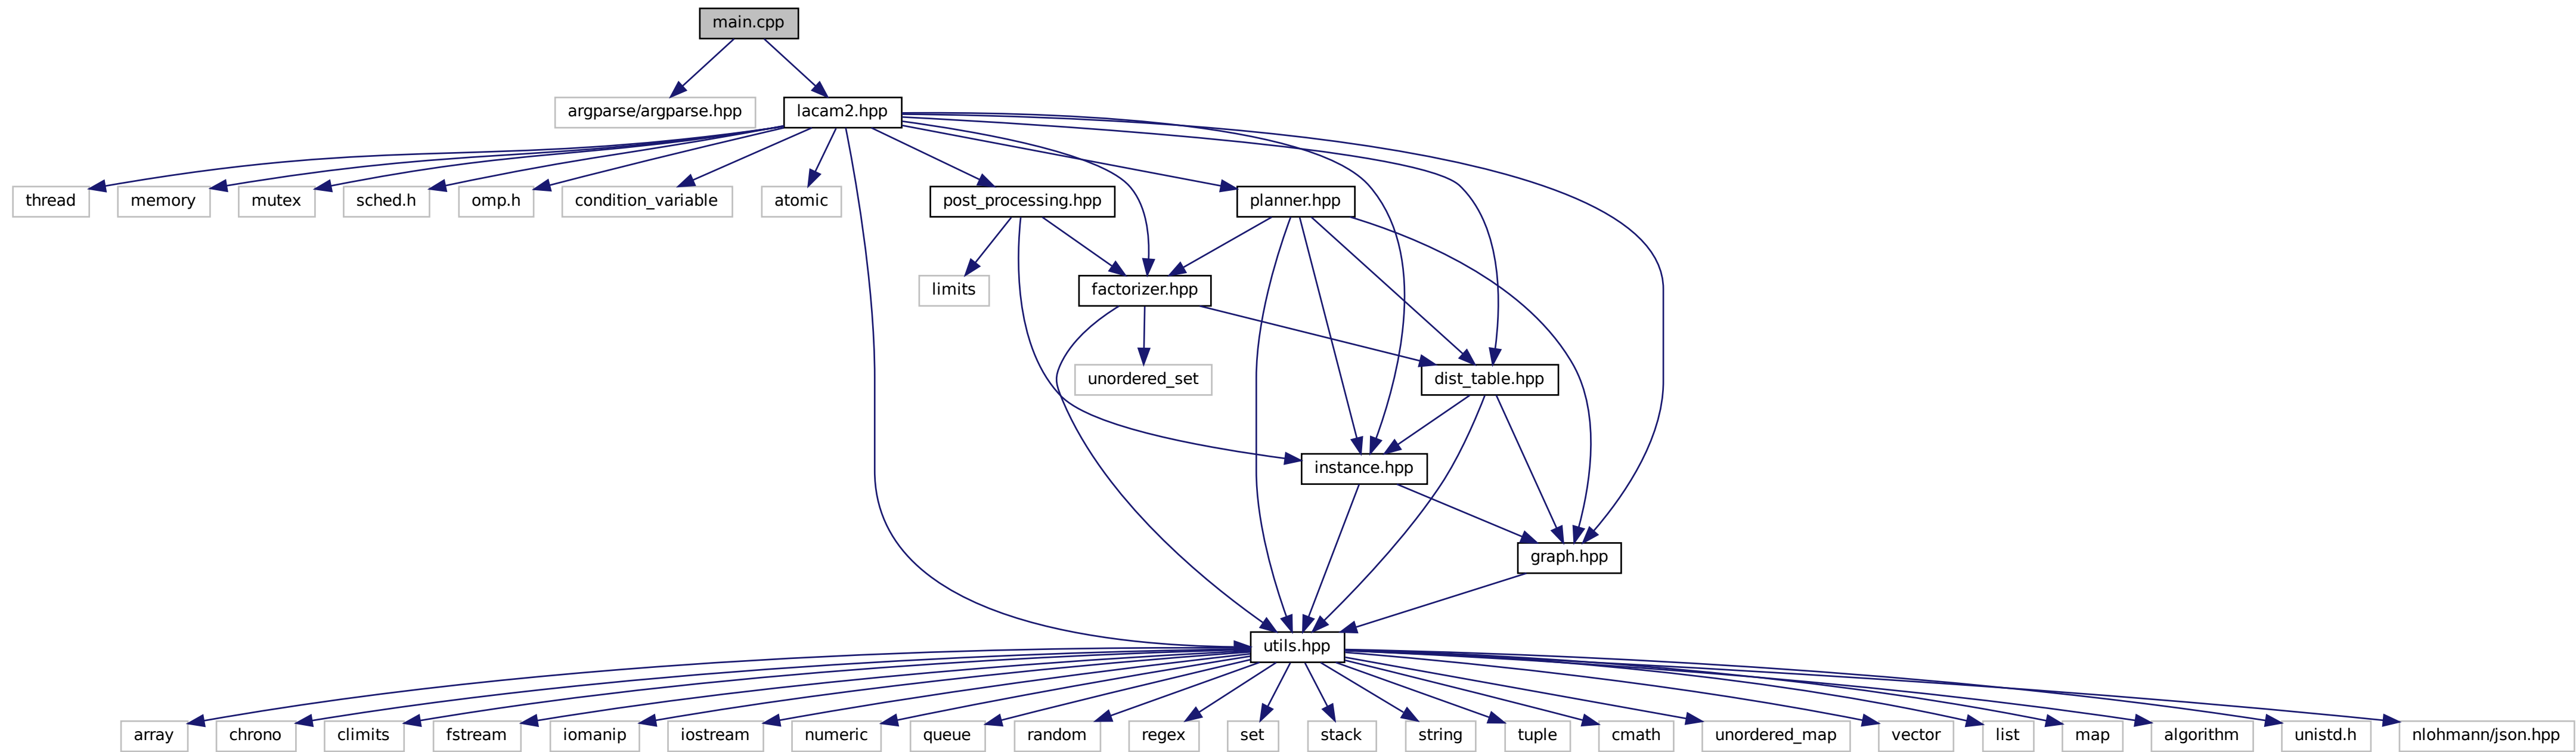 main.cpp
argparse/argparse.hpp
lacam2.hpp
thread
memory
mutex
sched.h
omp.h
condition_variable
atomic
post_processing.hpp
planner.hpp
limits
factorizer.hpp
unordered_set
dist_table.hpp
instance.hpp
graph.hpp
utils.hpp
array
chrono
climits
fstream
iomanip
iostream
numeric
queue
random
regex
set
stack
string
tuple
cmath
unordered_map
vector
list
map
algorithm
unistd.h
nlohmann/json.hpp